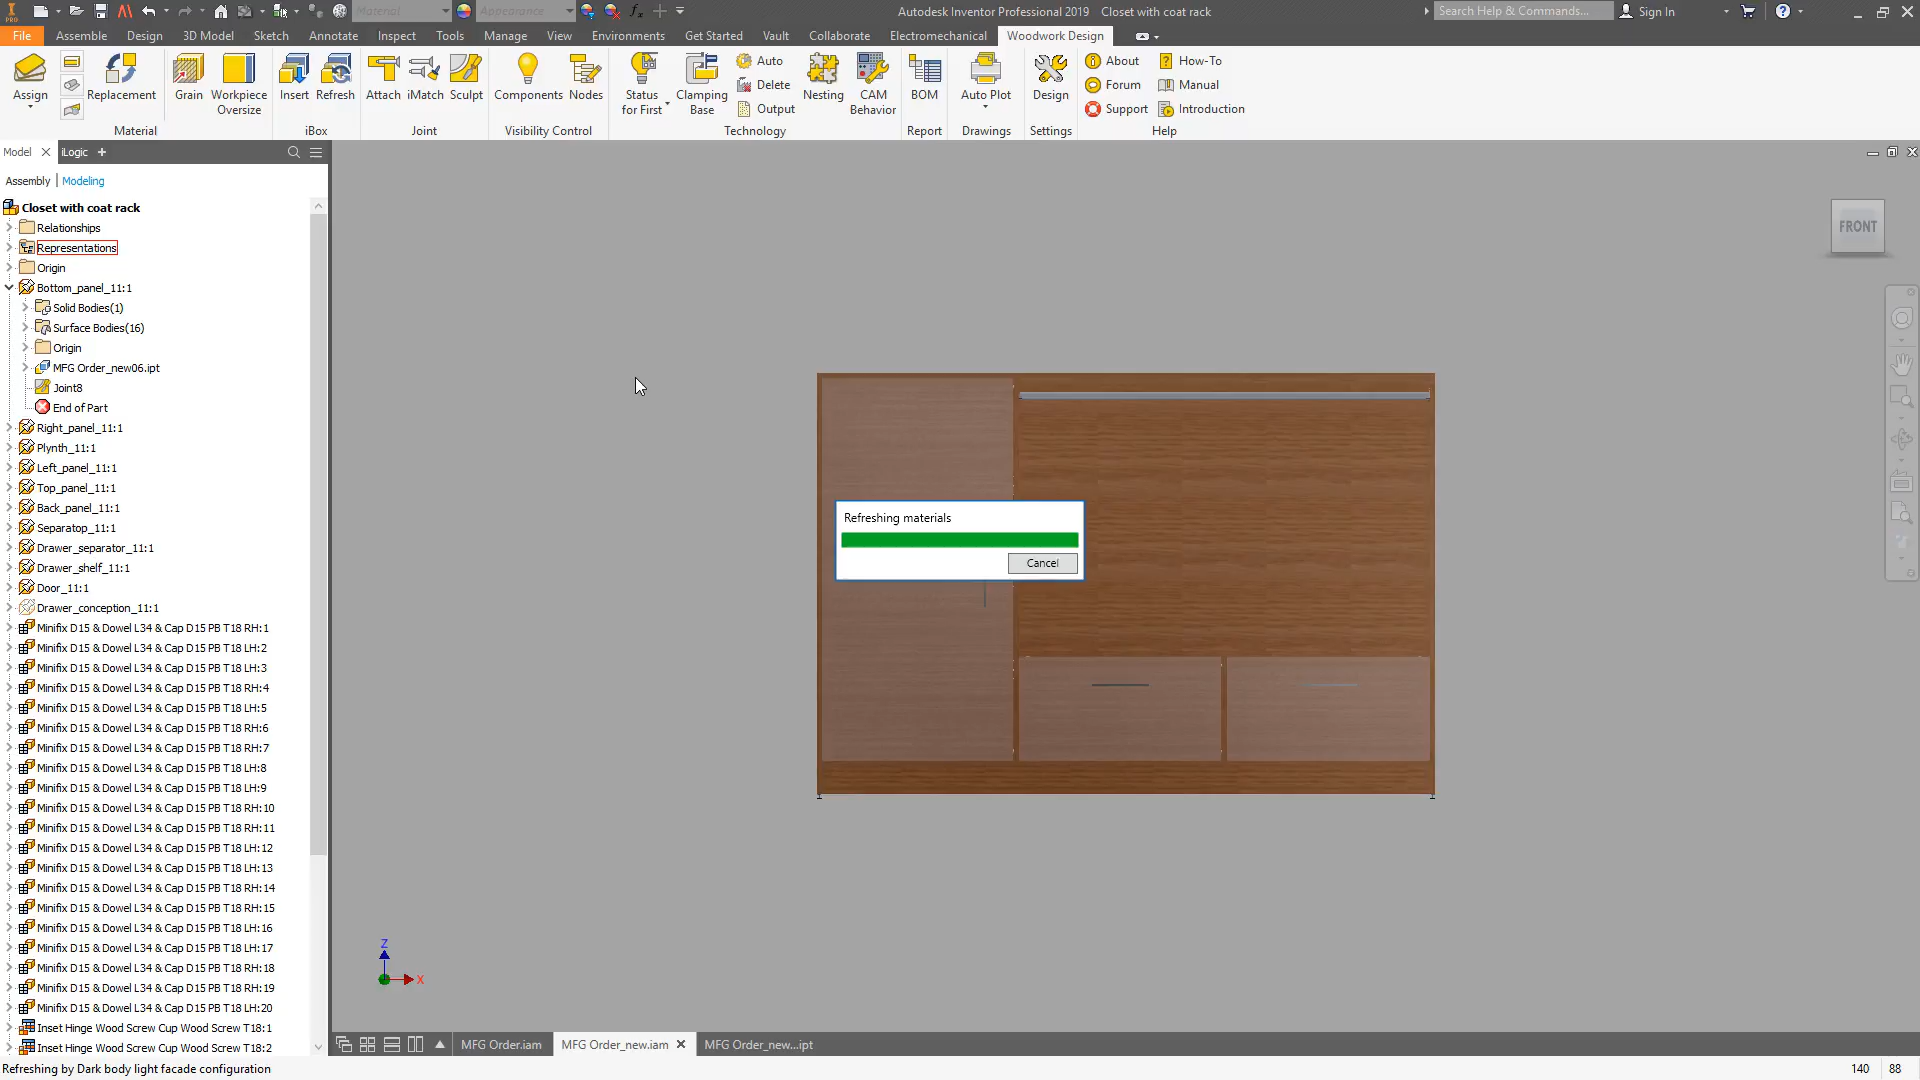 PRO
Material
Appearance
Autodesk Inventor Professional 2019 Closet with coat rack
Search Help & Commands...
Sign In
File Assemble Design 3D Model Sketch Annotate Inspect Tools Manage View Environments Get Started Vault Collaborate Electromechanical Woodwork Design
Assign
Replacement
Material
Grain
Workpiece
Oversize
Insert
Refresh
iBox
Attach
iMatch
Sculpt
Joint
Components
Nodes
Visibility Control
Status
for First
Clamping
Base
Auto
Delete
Output
Nesting
CAM
Behavior
Technology
BOM
Report
Auto Plot
Drawings
Design
Settings
About
Forum
Support
How-To
Manual
Introduction
Help
Model
iLogic
Assembly | Modeling
Closet with coat rack
Relationships
Representations
Origin
Bottom_panel_11:1
Solid Bodies(1)
Surface Bodies(16)
Origin
MFG Order_new06.ipt
Joint8
End of Part
Right_panel_11:1
Plynth_11:1
Left_panel_11:1
Top_panel_11:1
Back_panel_11:1
Separatop_11:1
Drawer_separator_11:1
Drawer_shelf_11:1
Door_11:1
Drawer_conception_11:1
Minifix D15 & Dowel L34 & Cap D15 PB T18 RH:1
Minifix D15 & Dowel L34 & Cap D15 PB T18 LH:2
Minifix D15 & Dowel L34 & Cap D15 PB T18 LH:3
Minifix D15 & Dowel L34 & Cap D15 PB T18 RH:4
Minifix D15 & Dowel L34 & Cap D15 PB T18 LH:5
Minifix D15 & Dowel L34 & Cap D15 PB T18 RH:6
Minifix D15 & Dowel L34 & Cap D15 PB T18 RH:7
Minifix D15 & Dowel L34 & Cap D15 PB T18 LH:8
Minifix D15 & Dowel L34 & Cap D15 PB T18 LH:9
Minifix D15 & Dowel L34 & Cap D15 PB T18 RH:10
Minifix D15 & Dowel L34 & Cap D15 PB T18 RH:11
Minifix D15 & Dowel L34 & Cap D15 PB T18 LH:12
Minifix D15 & Dowel L34 & Cap D15 PB T18 LH:13
Minifix D15 & Dowel L34 & Cap D15 PB T18 RH:14
Minifix D15 & Dowel L34 & Cap D15 PB T18 RH:15
Minifix D15 & Dowel L34 & Cap D15 PB T18 LH:16
Minifix D15 & Dowel L34 & Cap D15 PB T18 LH:17
Minifix D15 & Dowel L34 & Cap D15 PB T18 RH:18
Minifix D15 & Dowel L34 & Cap D15 PB T18 RH:19
Minifix D15 & Dowel L34 & Cap D15 PB T18 LH:20
Inset Hinge Wood Screw Cup Wood Screw T18:1
Inset Hinge Wood Screw Cup Wood Screw T18:2
FRONT
Refreshing materials
Cancel
Z
X
MFG Order.iam
MFG Order_new.iam
MFG Order_new...ipt
Refreshing by Dark body light facade configuration
140 88